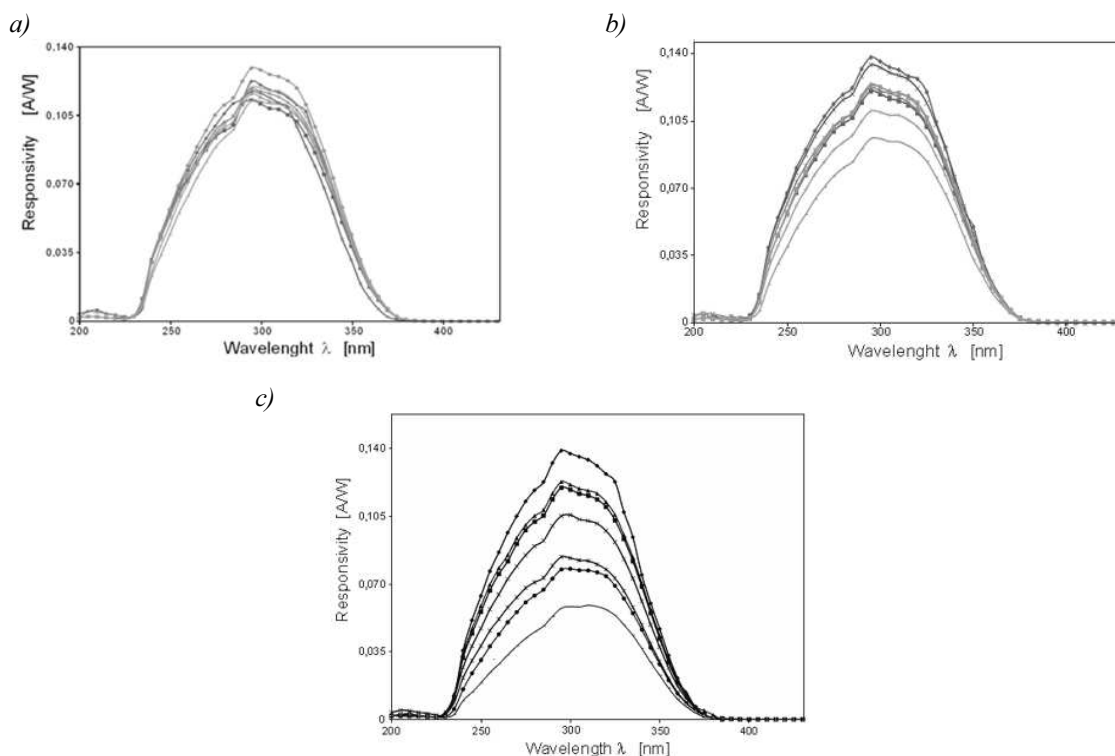 a)
0,140
0,105
0,070
0,035
0
Responsivity [A/W]
200 250 300 350 400
Wavelenght λ [nm]
b)
0,140
0,105
0,070
0,035
0
Responsivity [A/W]
200 250 300 350 400
Wavelenght λ [nm]
c)
0,140
0,105
0,070
0,035
0
Responsivity [A/W]
200 250 300 350 400
Wavelength λ [nm]